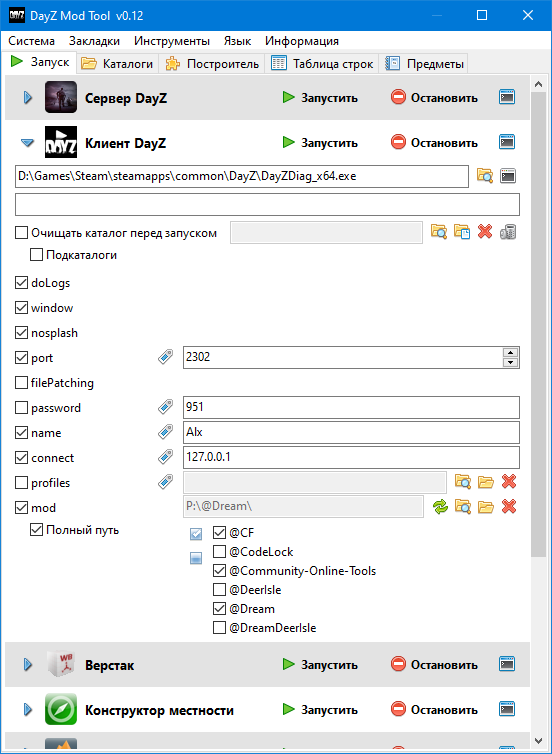 DayZ Mod Tool v0.12
Система Закладки Инструменты Язык Информация
Запуск Каталоги Построитель Таблица строк Предметы
Сервер DayZ Запустить Остановить
DAYZ Клиент DayZ Запустить Остановить
D:\Games\Steam\steamapps\common\DayZ\DayZDiag_x64.exe
Очищать каталог перед запуском
Подкаталоги
doLogs
window
nosplash
port 2302
filePatching
password 951
name Alx
connect 127.0.0.1
profiles
mod P:\@Dream\
Полный путь
@CF
@CodeLock
@Community-Online-Tools
@DeerIsle
@Dream
@DreamDeerIsle
WB Верстак Запустить Остановить
Конструктор местности Запустить Остановить